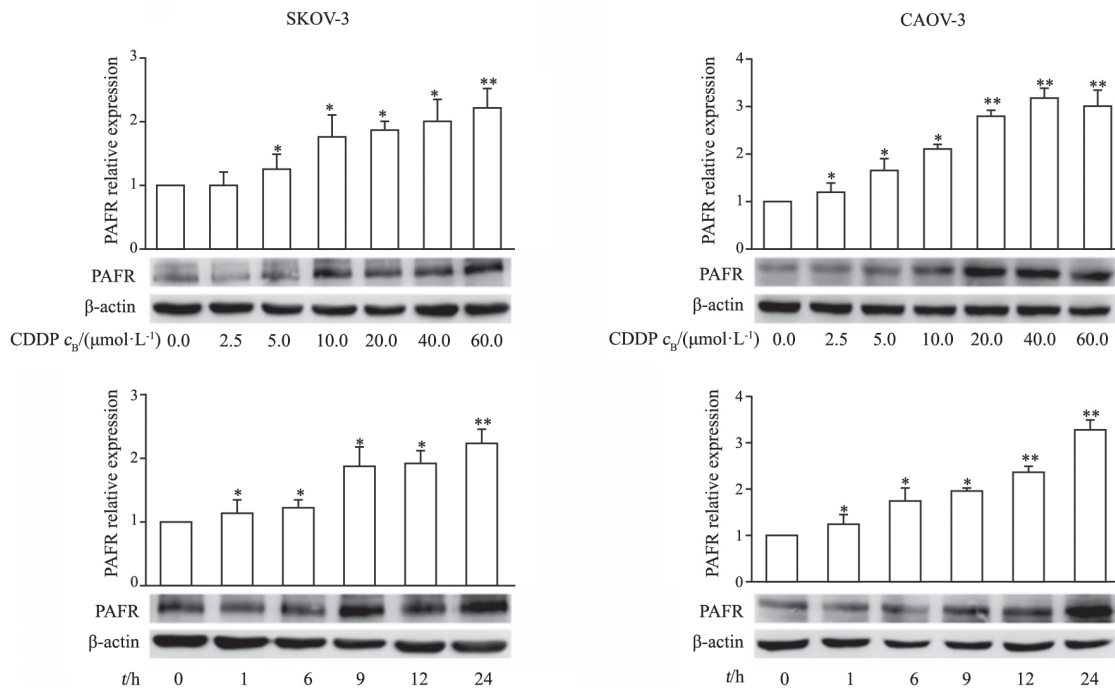 SKOV-3
3
2
1
0
PAFR relative expression
* * * * **
PAFR
β-actin
CDDP cB/(μmol·L⁻¹) 0.0 2.5 5.0 10.0 20.0 40.0 60.0
CAOV-3
4
3
2
1
0
PAFR relative expression
* * * ** ** **
PAFR
β-actin
CDDP cB/(μmol·L⁻¹) 0.0 2.5 5.0 10.0 20.0 40.0 60.0
3
2
1
0
PAFR relative expression
* * * * **
PAFR
β-actin
t/h 0 1 6 9 12 24
4
3
2
1
0
PAFR relative expression
* * * ** **
PAFR
β-actin
t/h 0 1 6 9 12 24